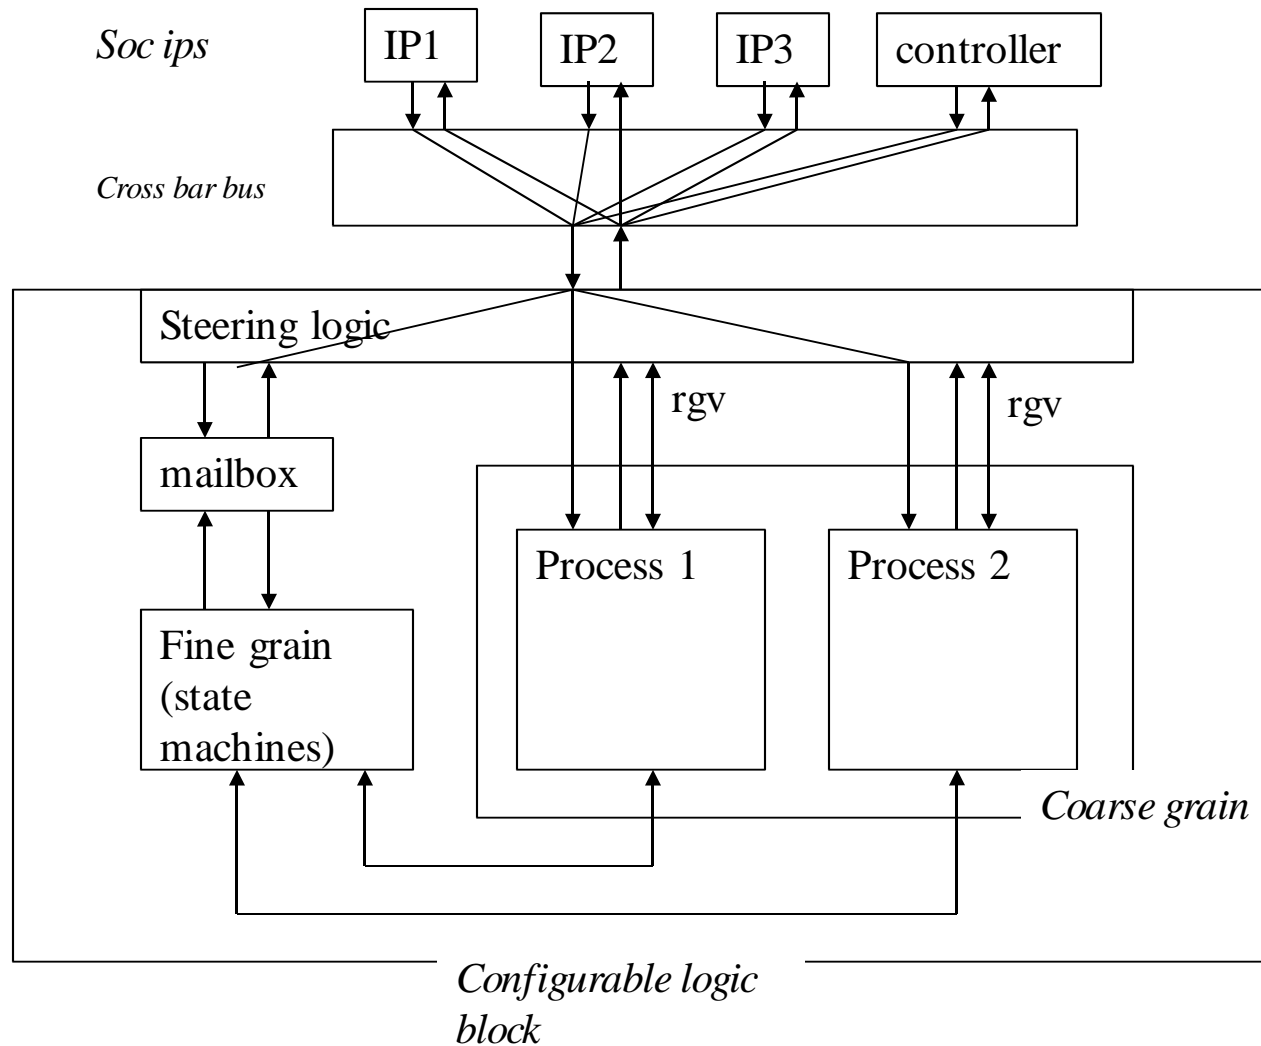 Soc ips
IP1
IP2
IP3
controller
Cross bar bus
Steering logic
rgv
rgv
mailbox
Process 1
Process 2
Fine grain
(state
machines)
Coarse grain
Configurable logic
block